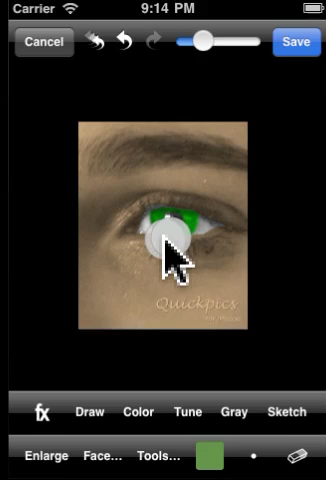 Carrier 9:14 PM
Cancel Save
Quickpics
fx Draw Color Tune Gray Sketch
Enlarge Face... Tools...